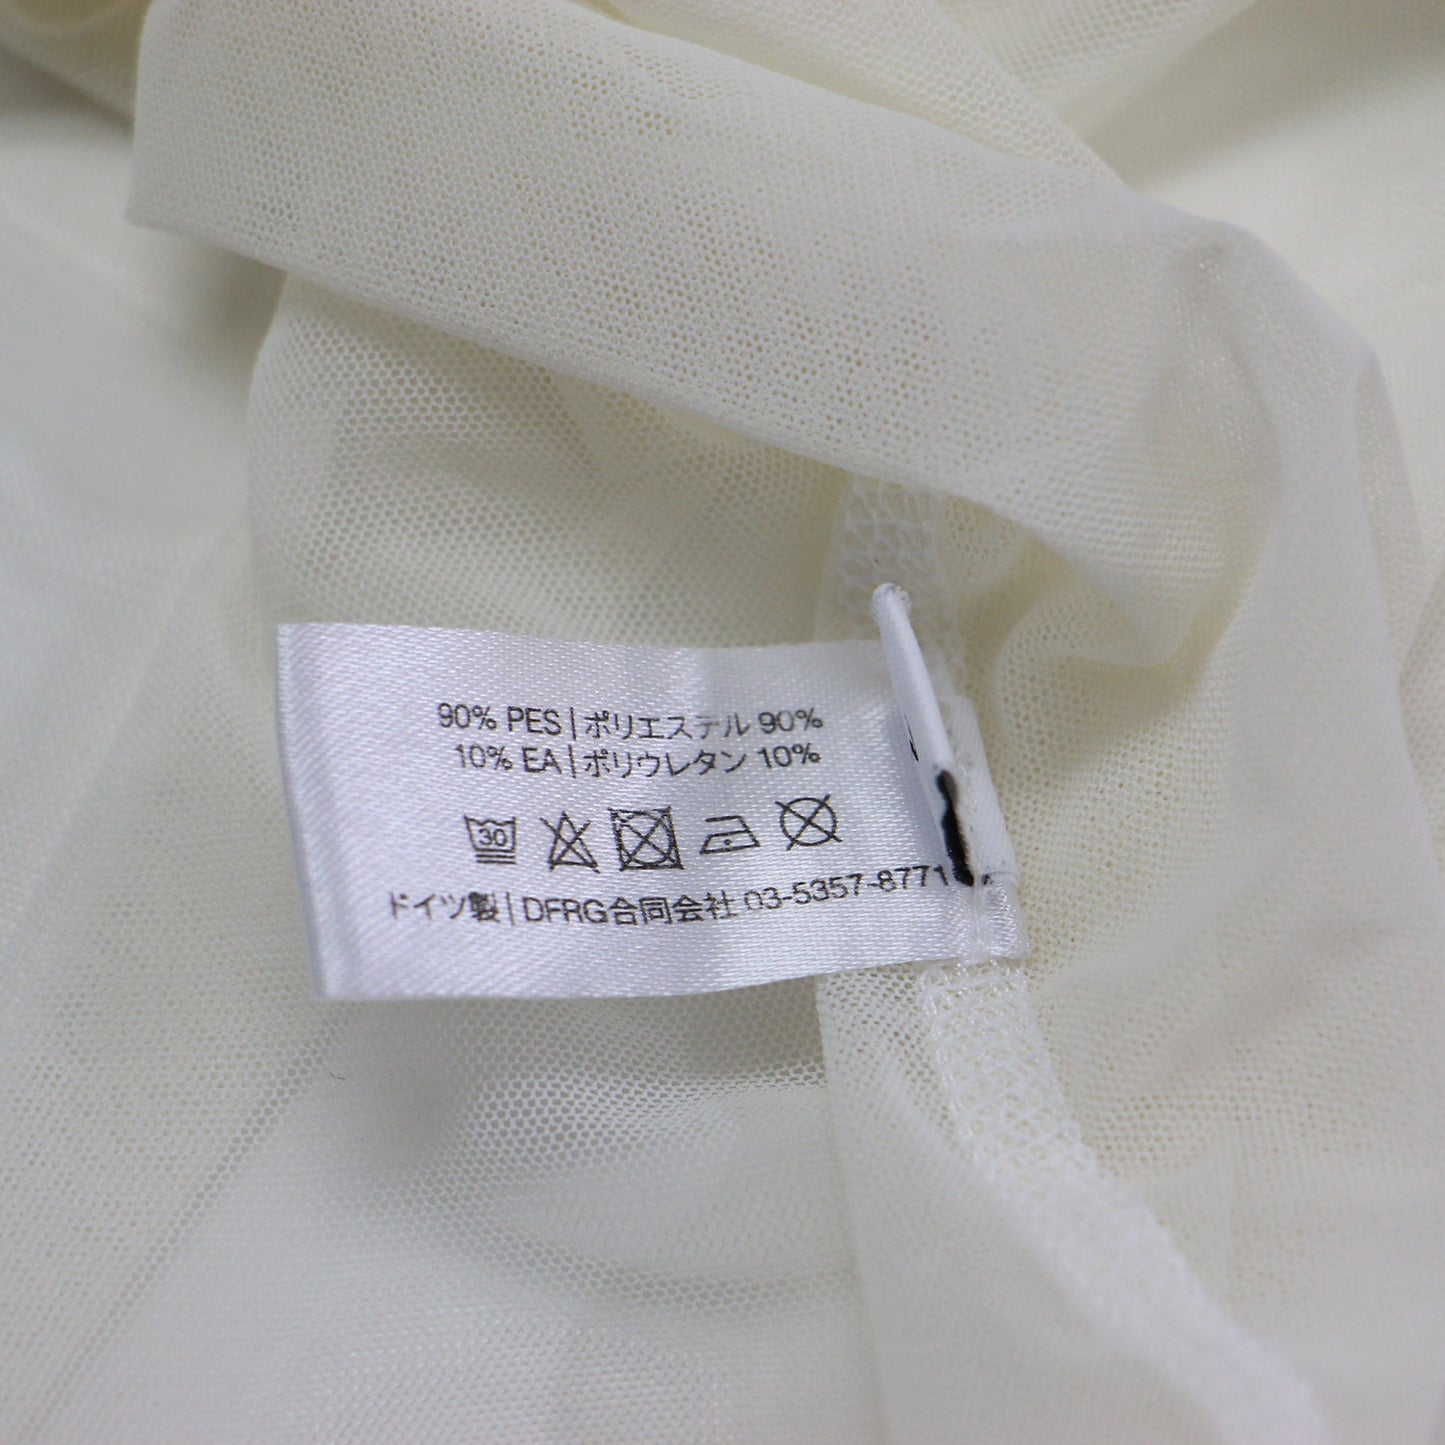 90% PES | ポリエステル 90%
10% EA | ポリウレタン 10%
30
ドイツ製 | DFRG合同会社 03-5357-8771